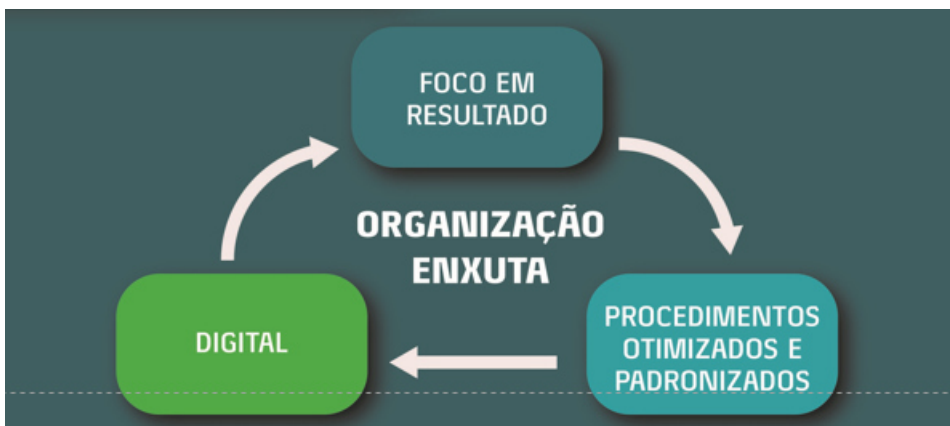 FOCO EM
RESULTADO
ORGANIZAÇÃO
ENXUTA
DIGITAL
PROCEDIMENTOS
OTIMIZADOS E
PADRONIZADOS